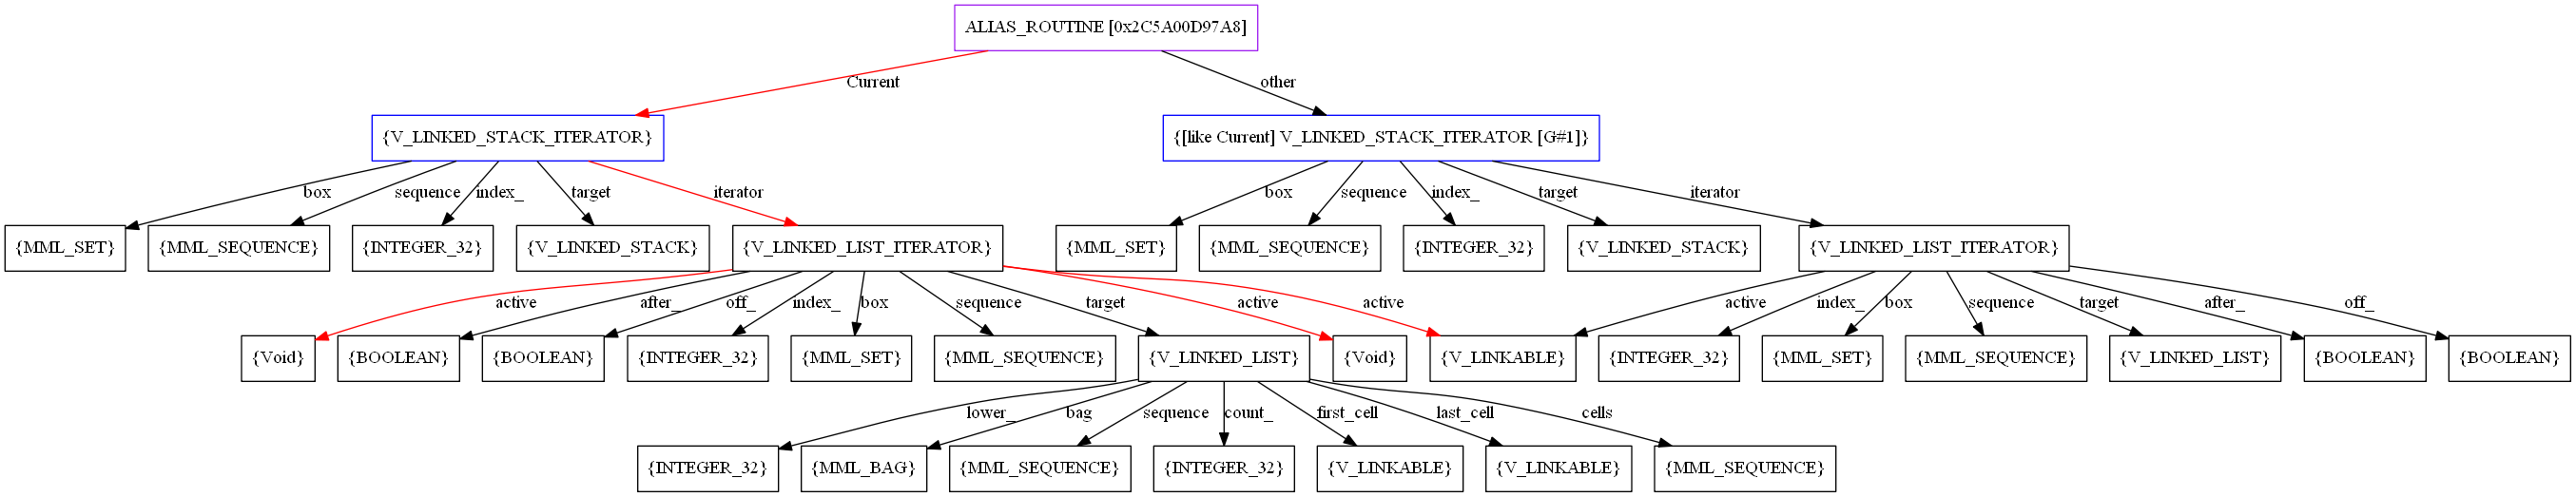 ALIAS_ROUTINE [0x2C5A00D97A8]
Current
other
{V_LINKED_STACK_ITERATOR}
{[like Current] V_LINKED_STACK_ITERATOR [G#1]}
box
sequence
index_
target
iterator
box
sequence
index_
target
iterator
{MML_SET}
{MML_SEQUENCE}
{INTEGER_32}
{V_LINKED_STACK}
{V_LINKED_LIST_ITERATOR}
{MML_SET}
{MML_SEQUENCE}
{INTEGER_32}
{V_LINKED_STACK}
{V_LINKED_LIST_ITERATOR}
active
after_
off_
index_
box
sequence
target
active
active
active
index_
box
sequence
target
after_
off_
{Void}
{BOOLEAN}
{BOOLEAN}
{INTEGER_32}
{MML_SET}
{MML_SEQUENCE}
{V_LINKED_LIST}
{Void}
{V_LINKABLE}
{INTEGER_32}
{MML_SET}
{MML_SEQUENCE}
{V_LINKED_LIST}
{BOOLEAN}
{BOOLEAN}
lower_
bag
sequence
count_
first_cell
last_cell
cells
{INTEGER_32}
{MML_BAG}
{MML_SEQUENCE}
{INTEGER_32}
{V_LINKABLE}
{V_LINKABLE}
{MML_SEQUENCE}